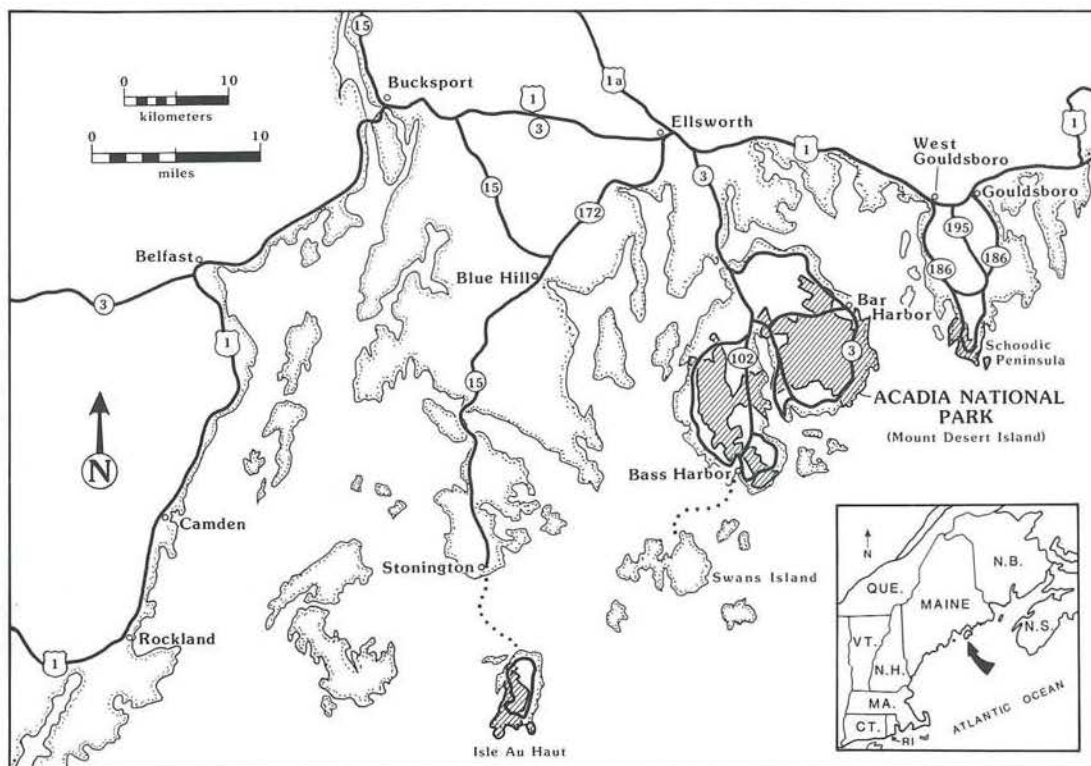 15
0 10
kilometers
0 10
miles
Bucksport
1
3
1a
Ellsworth
1
West
Gouldsboro
1
Gouldsboro
3
15
172
195
186
186
Belfast
3
Blue Hill
Bar
Harbor
1
Schoodic
Peninsula
102
3
15
ACADIA NATIONAL
PARK
(Mount Desert Island)
N
Bass Harbor
Camden
Stonington
Swans Island
Rockland
1
Isle Au Haut
N
QUE.
N.B.
MAINE
N.S.
VT.
N.H.
MA.
CT.
RI
ATLANTIC OCEAN